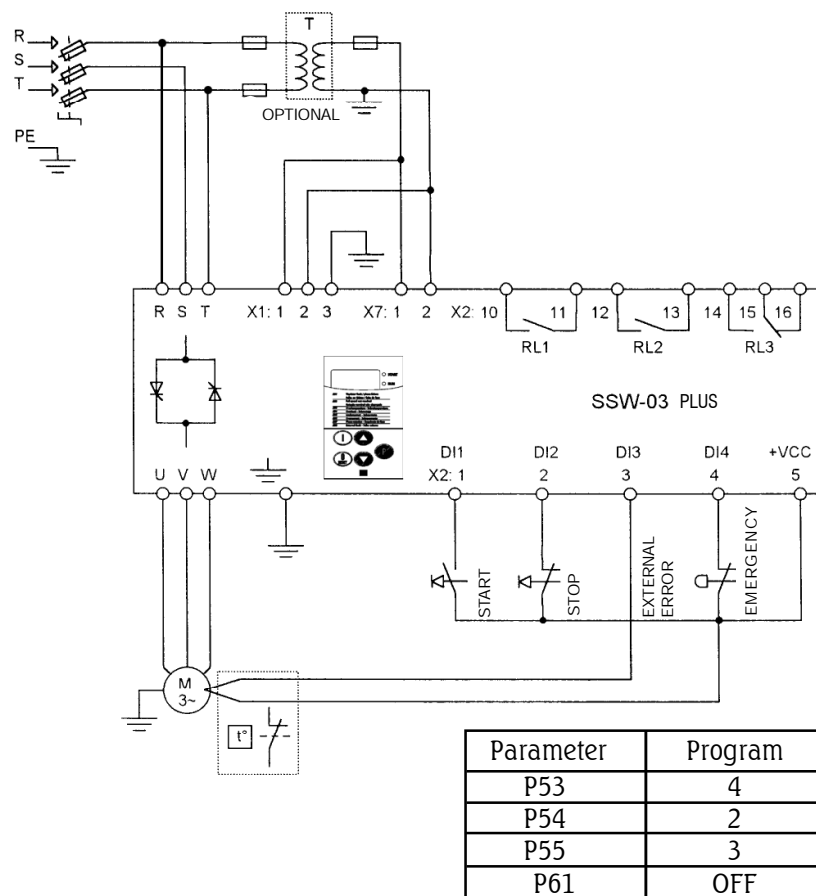 T
R
S
T
OPTIONAL
PE
R S T X1: 1 2 3 X7: 1 2 X2: 10 11 12 13 14 15 16
RL1 RL2 RL3
SSW-03 PLUS
DI1 DI2 DI3 DI4 +VCC
U V W X2: 1 2 3 4 5
START
STOP
EXTERNAL
ERROR
EMERGENCY
M
3~
t°
Parameter Program
P53 4
P54 2
P55 3
P61 OFF